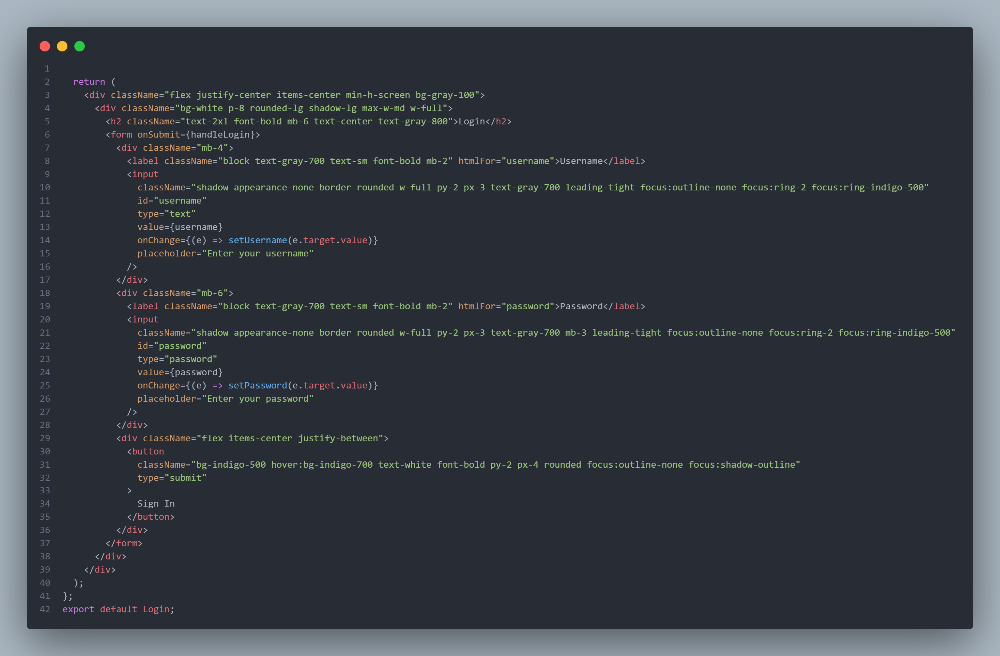 1
2   return (
3     <div className="flex justify-center items-center min-h-screen bg-gray-100">
4       <div className="bg-white p-8 rounded-lg shadow-lg max-w-md w-full">
5         <h2 className="text-2xl font-bold mb-6 text-center text-gray-800">Login</h2>
6         <form onSubmit={handleLogin}>
7           <div className="mb-4">
8             <label className="block text-gray-700 text-sm font-bold mb-2" htmlFor="username">Username</label>
9             <input
10               className="shadow appearance-none border rounded w-full py-2 px-3 text-gray-700 leading-tight focus:outline-none focus:ring-2 focus:ring-indigo-500"
11               id="username"
12               type="text"
13               value={username}
14               onChange={(e) => setUsername(e.target.value)}
15               placeholder="Enter your username"
16             />
17           </div>
18           <div className="mb-6">
19             <label className="block text-gray-700 text-sm font-bold mb-2" htmlFor="password">Password</label>
20             <input
21               className="shadow appearance-none border rounded w-full py-2 px-3 text-gray-700 mb-3 leading-tight focus:outline-none focus:ring-2 focus:ring-indigo-500"
22               id="password"
23               type="password"
24               value={password}
25               onChange={(e) => setPassword(e.target.value)}
26               placeholder="Enter your password"
27             />
28           </div>
29           <div className="flex items-center justify-between">
30             <button
31               className="bg-indigo-500 hover:bg-indigo-700 text-white font-bold py-2 px-4 rounded focus:outline-none focus:shadow-outline"
32               type="submit"
33             >
34               Sign In
35             </button>
36           </div>
37         </form>
38       </div>
39     </div>
40   );
41 };
42 export default Login;